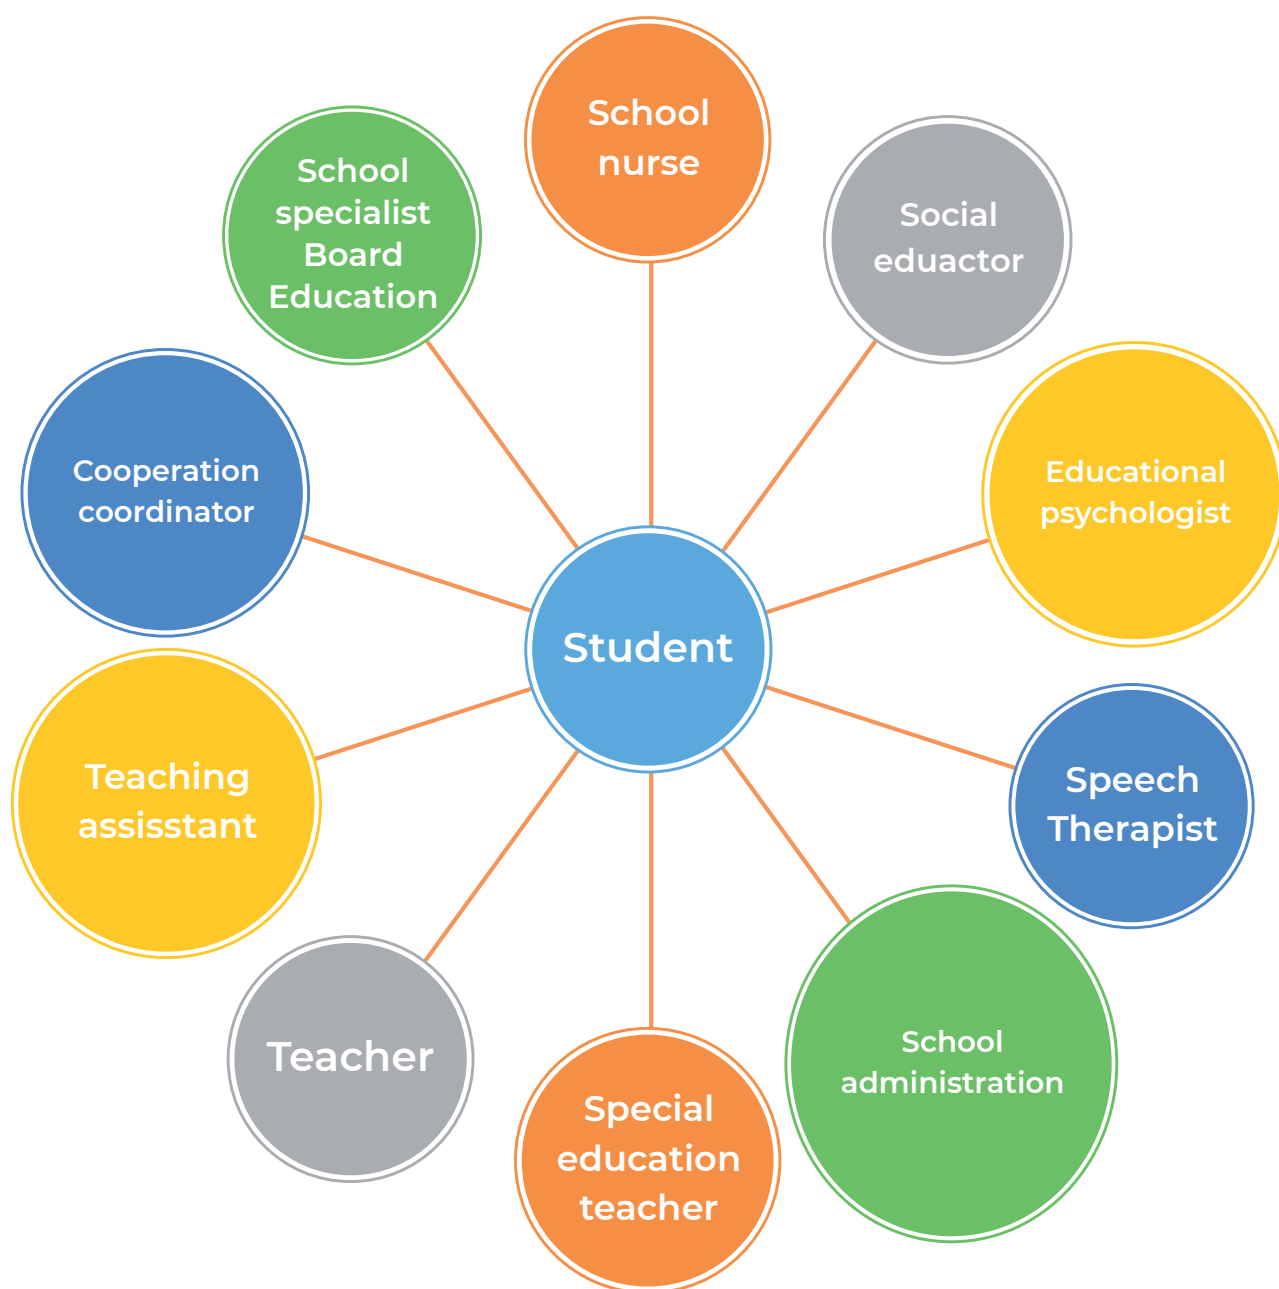 School
nurse
School
specialist
Board
Education
Social
eduactor
Cooperation
coordinator
Educational
psychologist
Student
Teaching
assisstant
Speech
Therapist
Teacher
School
administration
Special
education
teacher